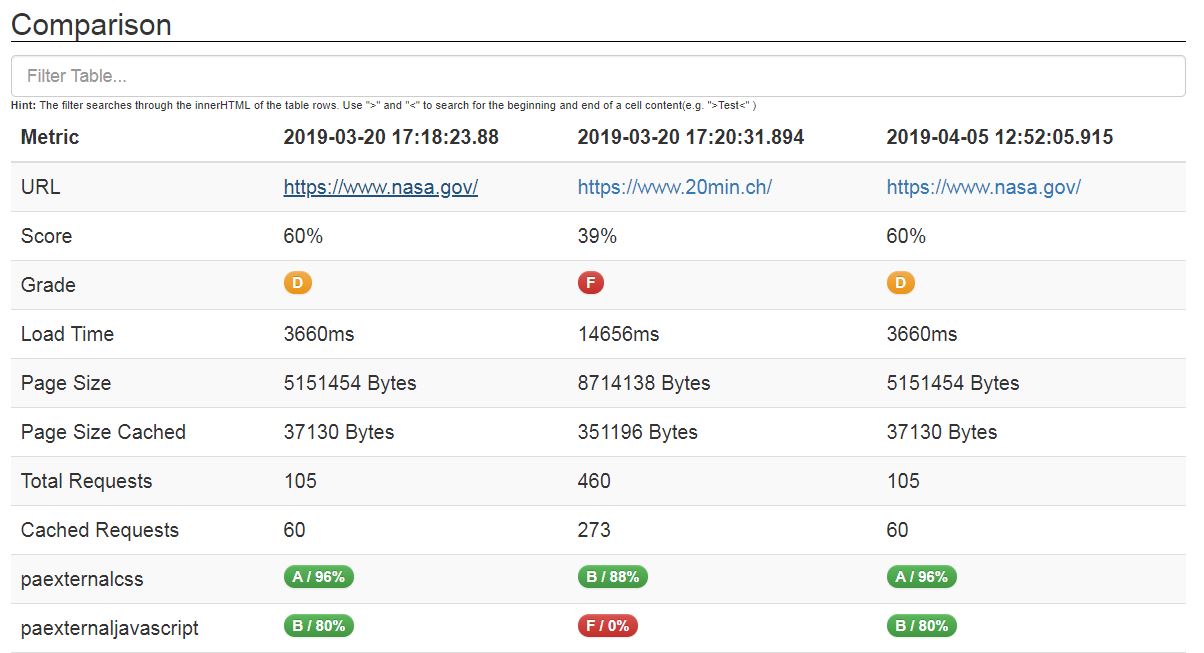 Comparison
Filter Table...
Hint: The filter searches through the innerHTML of the table rows. Use ">" and "<" to search for the beginning and end of a cell content(e.g. ">Test<" )
Metric 2019-03-20 17:18:23.88 2019-03-20 17:20:31.894 2019-04-05 12:52:05.915
URL https://www.nasa.gov/ https://www.20min.ch/ https://www.nasa.gov/
Score 60% 39% 60%
Grade D F D
Load Time 3660ms 14656ms 3660ms
Page Size 5151454 Bytes 8714138 Bytes 5151454 Bytes
Page Size Cached 37130 Bytes 351196 Bytes 37130 Bytes
Total Requests 105 460 105
Cached Requests 60 273 60
paexternalcss A / 96% B / 88% A / 96%
paexternaljavascript B / 80% F / 0% B / 80%